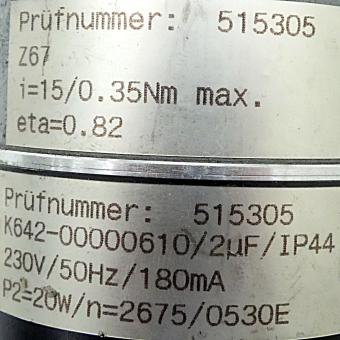 Prüfnummer: 515305
Z67
i=15/0.35Nm max.
eta=0.82
Prüfnummer: 515305
K642-00000610/2µF/IP44
230V/50Hz/180mA
P2=20W/n=2675/0530E